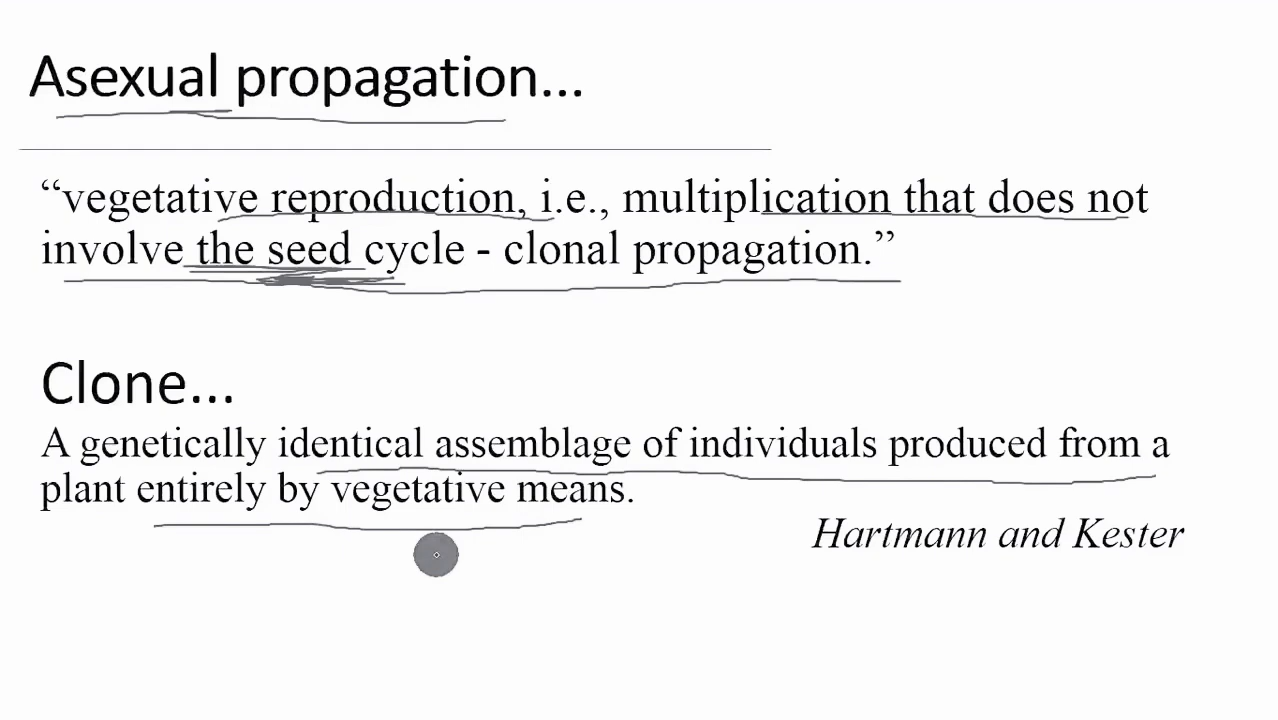 Asexual propagation...
“vegetative reproduction, i.e., multiplication that does not
involve the seed cycle - clonal propagation.”
Clone...
A genetically identical assemblage of individuals produced from a
plant entirely by vegetative means.
Hartmann and Kester